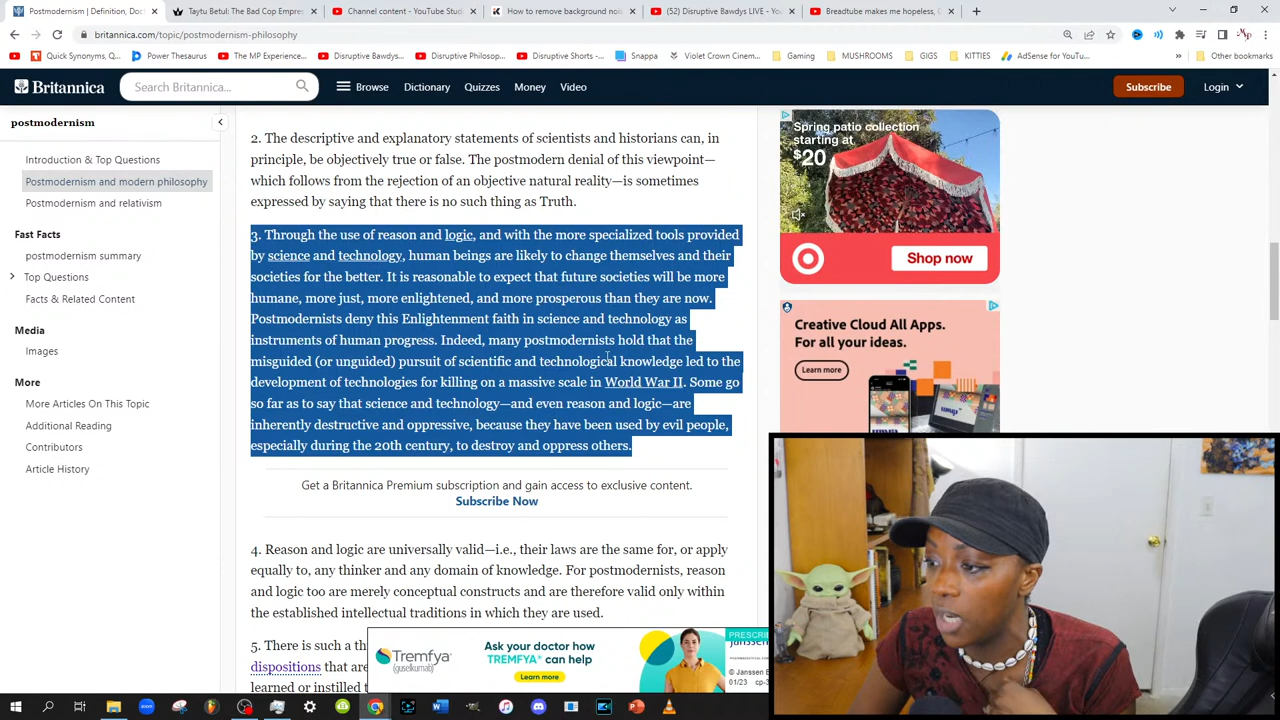 Postmodernism | Definition, Doct
Taytu Betul: The Bad Cop Empres
Channel content - YouTube Studi
How to remove background nois
(52) Disruptive Bawdys LIVE - You
Breadtube makes me hopeless, C
britannica.com/topic/postmodernism-philosophy
Quick Synonyms, Q...
Power Thesaurus
The MP Experience...
Disruptive Bawdys...
Disruptive Philosop...
Disruptive Shorts -...
Snappa
Violet Crown Cinem...
Gaming
MUSHROOMS
GIGS
KITTIES
AdSense for YouTu...
Other bookmarks
Britannica
Search Britannica...
Browse
Dictionary
Quizzes
Money
Video
Subscribe
Login
postmodernism
Introduction & Top Questions
Postmodernism and modern philosophy
Postmodernism and relativism
Fast Facts
postmodernism summary
Top Questions
Facts & Related Content
Media
Images
More
More Articles On This Topic
Additional Reading
Contributors
Article History
2. The descriptive and explanatory statements of scientists and historians can, in
principle, be objectively true or false. The postmodern denial of this viewpoint—
which follows from the rejection of an objective natural reality—is sometimes
expressed by saying that there is no such thing as Truth.
3. Through the use of reason and logic, and with the more specialized tools provided
by science and technology, human beings are likely to change themselves and their
societies for the better. It is reasonable to expect that future societies will be more
humane, more just, more enlightened, and more prosperous than they are now.
Postmodernists deny this Enlightenment faith in science and technology as
instruments of human progress. Indeed, many postmodernists hold that the
misguided (or unguided) pursuit of scientific and technological knowledge led to the
development of technologies for killing on a massive scale in World War II. Some go
so far as to say that science and technology—and even reason and logic—are
inherently destructive and oppressive, because they have been used by evil people,
especially during the 20th century, to destroy and oppress others.
Get a Britannica Premium subscription and gain access to exclusive content.
Subscribe Now
4. Reason and logic are universally valid—i.e., their laws are the same for, or apply
equally to, any thinker and any domain of knowledge. For postmodernists, reason
and logic too are merely conceptual constructs and are therefore valid only within
the established intellectual traditions in which they are used.
5. There is such a th
dispositions that are
learned or instilled t
Spring patio collection
starting at
$20
Shop now
Creative Cloud All Apps.
For all your ideas.
Learn more
Tremfya
(guselkumab)
Ask your doctor how
TREMFYA® can help
Learn more
PRESCRI
janssen
© Janssen B
01/23 cp-3